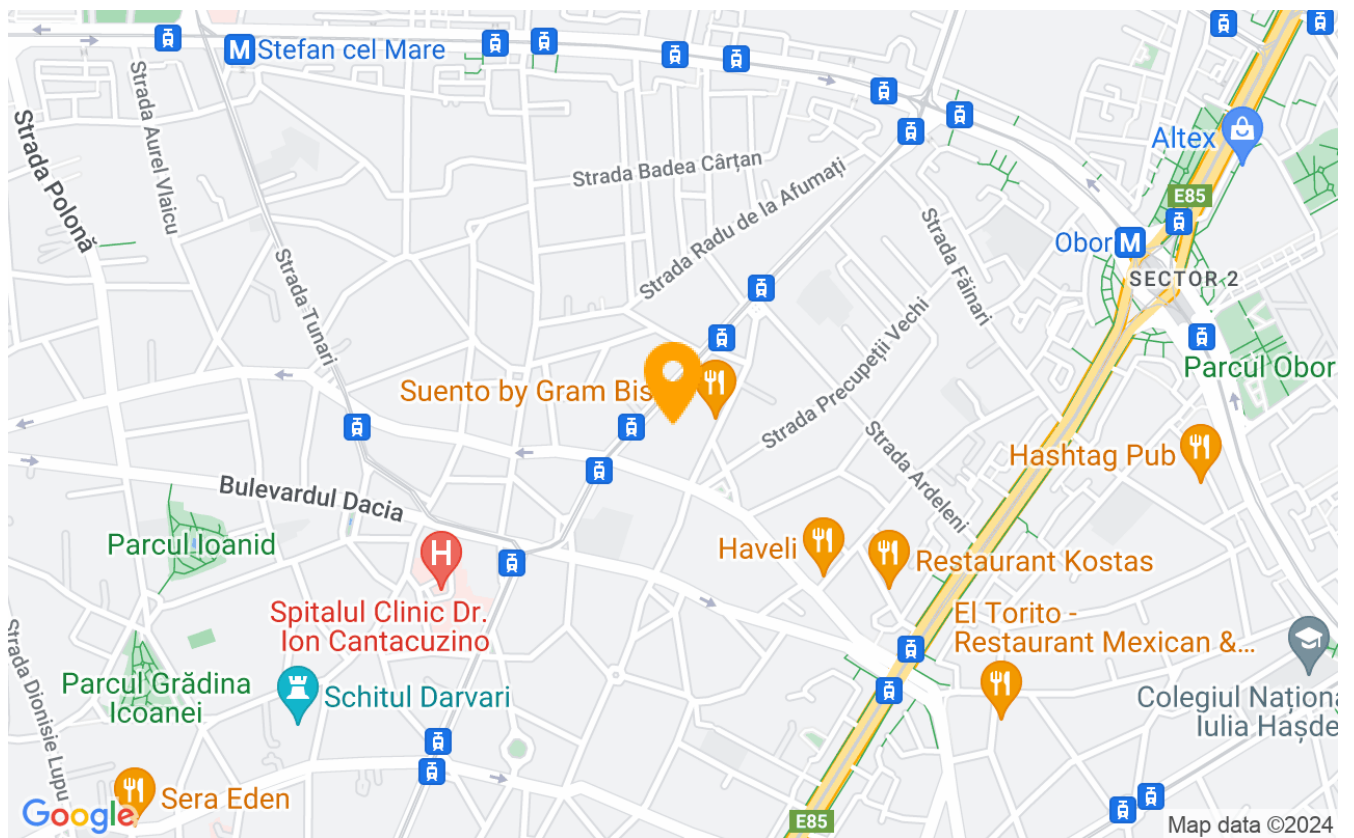 M Stefan cel Mare
Strada Aurel Vlaicu
Strada Polonă
Altex
Strada Badea Cârțan
Strada Radu de la Afumați
E85
Strada Făinari
Obor M
SECTOR 2
Strada Tunari
Strada Precupeții Vechi
Parcul Obor
Suento by Gram Bis
Strada Ardeleni
Hashtag Pub
Bulevardul Dacia
Parcul Ioanid
H
Haveli
Restaurant Kostas
Spitalul Clinic Dr.
Ion Cantacuzino
El Torito -
Restaurant Mexican &...
Strada Dionisie Lupu
Parcul Grădina
Icoanei
Schitul Darvari
Colegiul Naționa
Iulia Hașde
Sera Eden
Google
E85
Map data ©2024